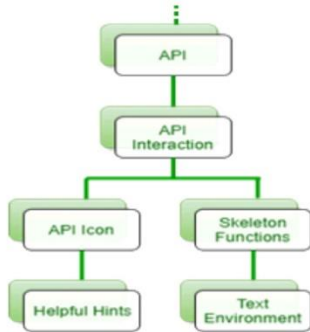 API
API
Interaction
API Icon
Skeleton
Functions
Helpful Hints
Text
Environment